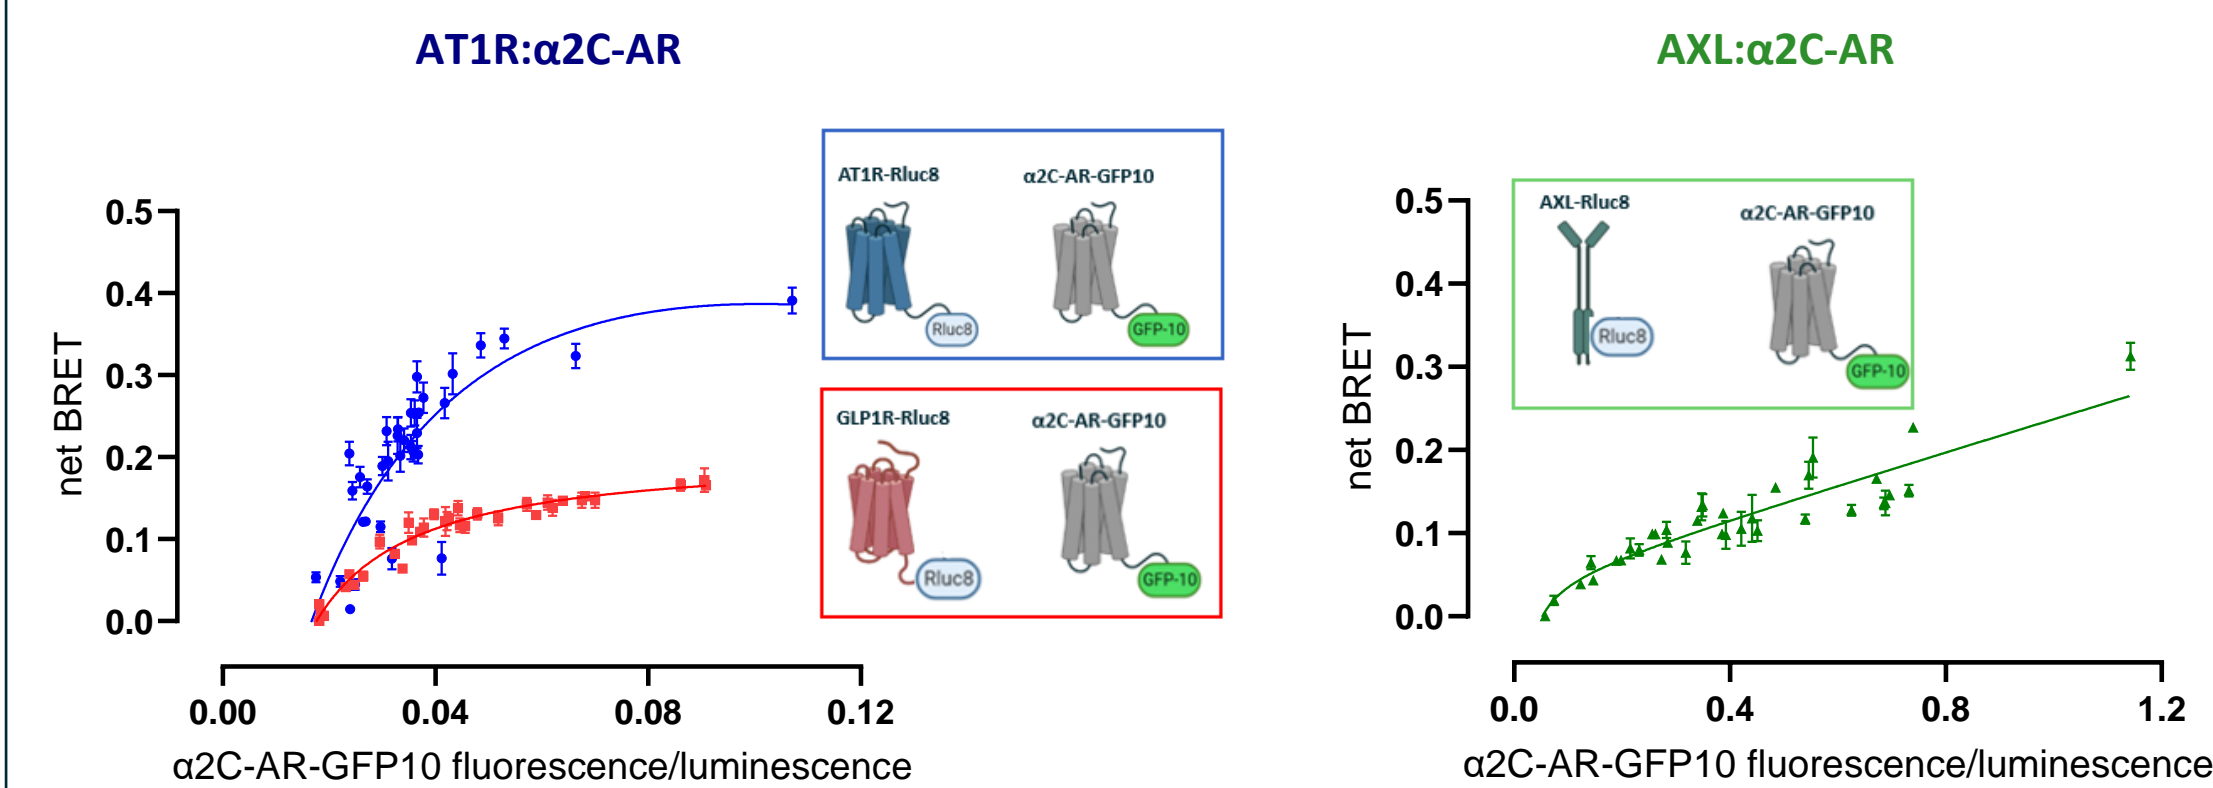 AT1R:α2C-AR
AT1R-Rluc8
α2C-AR-GFP10
Rluc8
GFP-10
GLP1R-Rluc8
α2C-AR-GFP10
Rluc8
GFP-10
net BRET
0.5
0.4
0.3
0.2
0.1
0.0
0.00
0.04
0.08
0.12
α2C-AR-GFP10 fluorescence/luminescence
AXL:α2C-AR
AXL-Rluc8
α2C-AR-GFP10
Rluc8
GFP-10
net BRET
0.5
0.4
0.3
0.2
0.1
0.0
0.0
0.4
0.8
1.2
α2C-AR-GFP10 fluorescence/luminescence